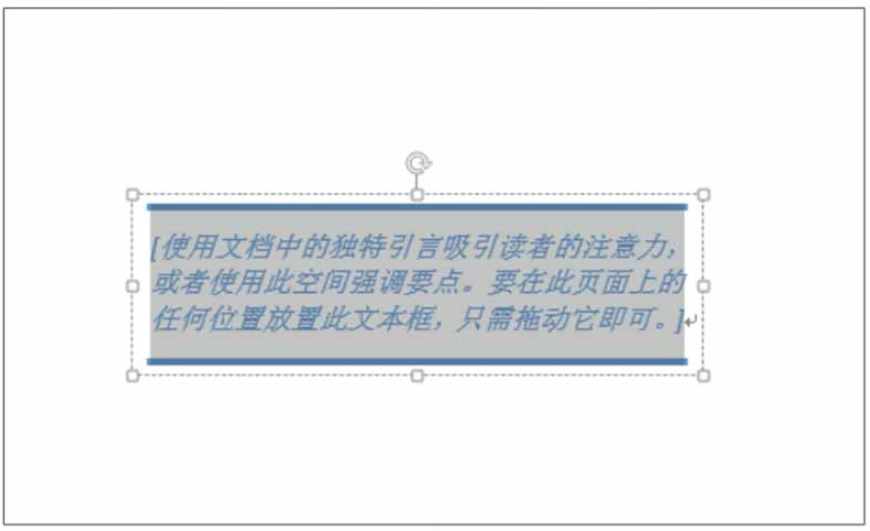 [使用文档中的独特引言吸引读者的注意力，
或者使用此空间强调要点。要在此页面上的
任何位置放置此文本框，只需拖动它即可。]